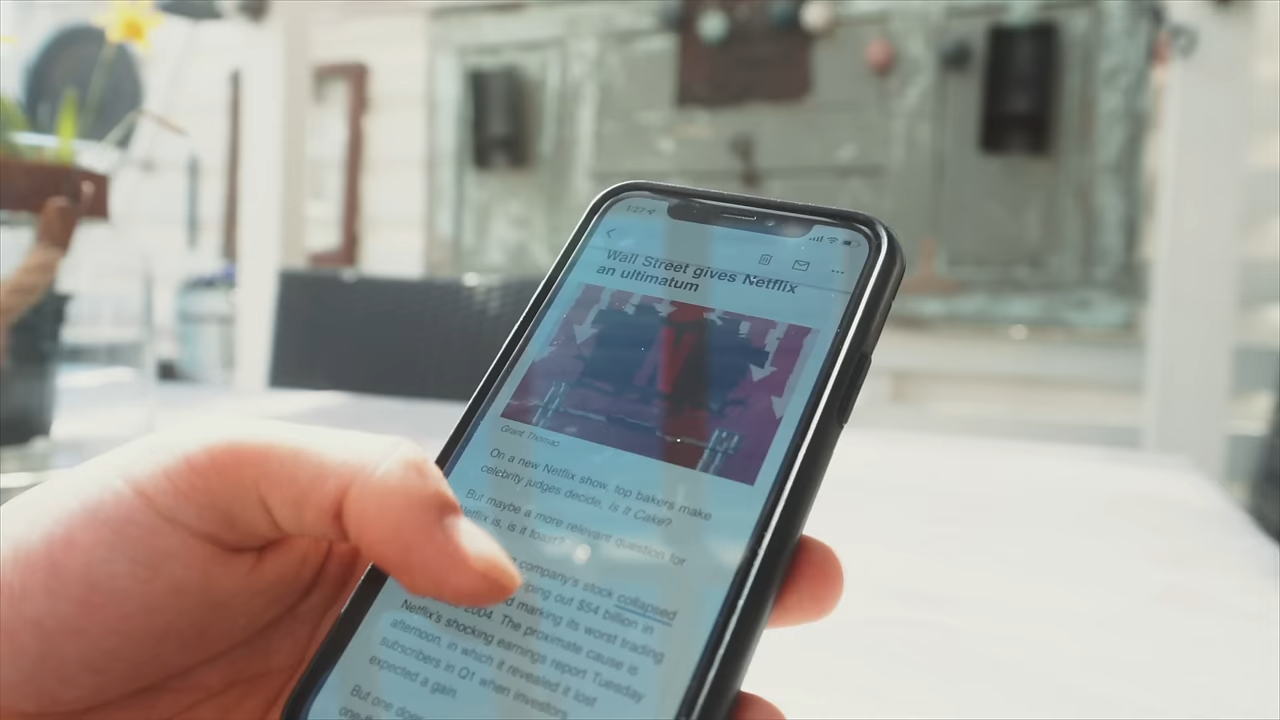 1:27
Wall Street gives Netflix
an ultimatum
Grant Thomas
On a new Netflix show, top bakers make
celebrity judges decide, Is it Cake?
But maybe a more relevant question for
Netflix is, is it toast?
company's stock collapsed
ping out $54 billion in
d marking its worst trading
2004. The proximate cause is
Netflix's shocking earnings report Tuesday
afternoon, in which it revealed it lost
subscribers in Q1 when investors
expected a gain.
But one does